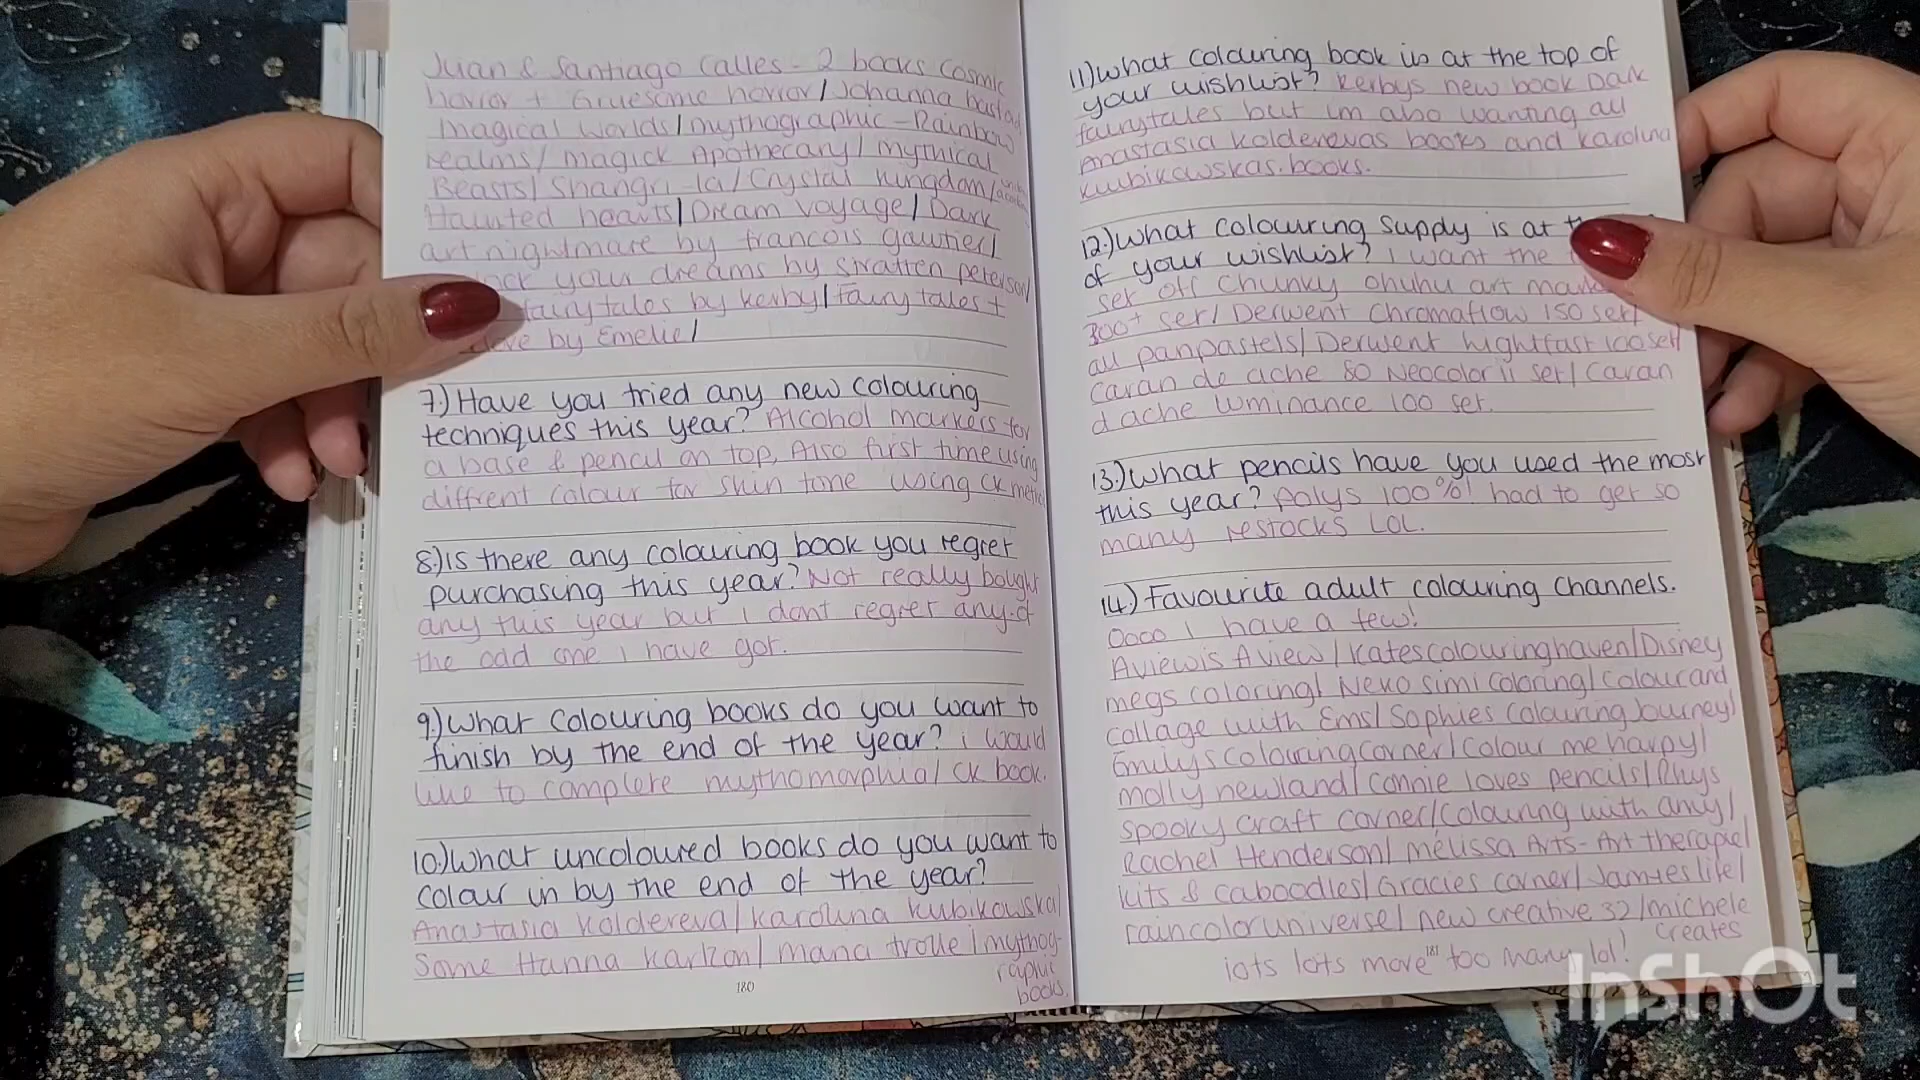 Juan & Santiago Calles - 2 books Cosmic
horror + Gruesome horror / Johanna basford
magical worlds / mythographic - Rainbow
realms / magick Apothecary / mythical
Beasts / Shangri-la / Crystal kingdom /
Haunted hearts / Dream voyage / Dark
art nightmare by francois gautier /
your dreams by stratten peterson /
fairytales by kerby / Fairytales +
by Emelie /
7.) Have you tried any new colouring
techniques this year? Alcohol markers for
a base & pencil on top, Also first time using
diffrent colour for skin tone using CK method
8.) Is there any colouring book you regret
purchasing this year? Not really bought
any this year but i dont regret any of
the odd one i have got.
9.) What colouring books do you want to
finish by the end of the year? i would
like to complete mythomorphia / CK book.
10.) What uncoloured books do you want to
colour in by the end of the year?
Anastasia Koldereva / karolina kubikowska /
Some Hanna karlzon / maria trolle / mythog-
raphic
books.
180
11) What colouring book is at the top of
your wishlist? Kerbys new book Dark
fairytales but im also wanting all
Anastasia kolderevas books and karolina
kubikowskas. books.
12.) What colouring supply is at
of your wishlist? i want the
set off chunky ohuhu art
300+ set / Derwent chromaflow 150 set /
all panpastels / Derwent lightfast 100 set /
Caran de ache 80 Neocolor ii set / Caran
d ache luminance 100 set.
13.) What pencils have you used the most
this year? Polys 100%! had to get so
many restocks LOL.
14.) Favourite adult colouring channels.
Oooo i have a few!
Aviewis Aview / katescolouringhaven / Disney
megs coloring / Neko simi coloring / colour and
collage with Ems / Sophies Colouring Journey /
Emilys colouring corner / Colour me harpy /
molly newland / Connie loves pencils / Rhys
spooky craft corner / Colouring with amy /
Rachel Henderson / mélissa Arts - Art therapie /
kits & caboodles / Gracies corner / Jamieslife /
raincoloruniverse / new creative 32 / michele
creates
lots lots more too many lol!
181
InShOt